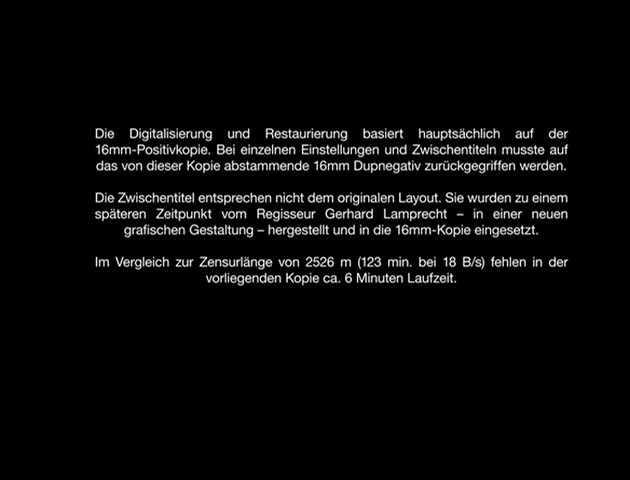 Die Digitalisierung und Restaurierung basiert hauptsächlich auf der
16mm-Positivkopie. Bei einzelnen Einstellungen und Zwischentiteln musste auf
das von dieser Kopie abstammende 16mm Dupnegativ zurückgegriffen werden.
Die Zwischentitel entsprechen nicht dem originalen Layout. Sie wurden zu einem
späteren Zeitpunkt vom Regisseur Gerhard Lamprecht – in einer neuen
grafischen Gestaltung – hergestellt und in die 16mm-Kopie eingesetzt.
Im Vergleich zur Zensurlänge von 2526 m (123 min. bei 18 B/s) fehlen in der
vorliegenden Kopie ca. 6 Minuten Laufzeit.